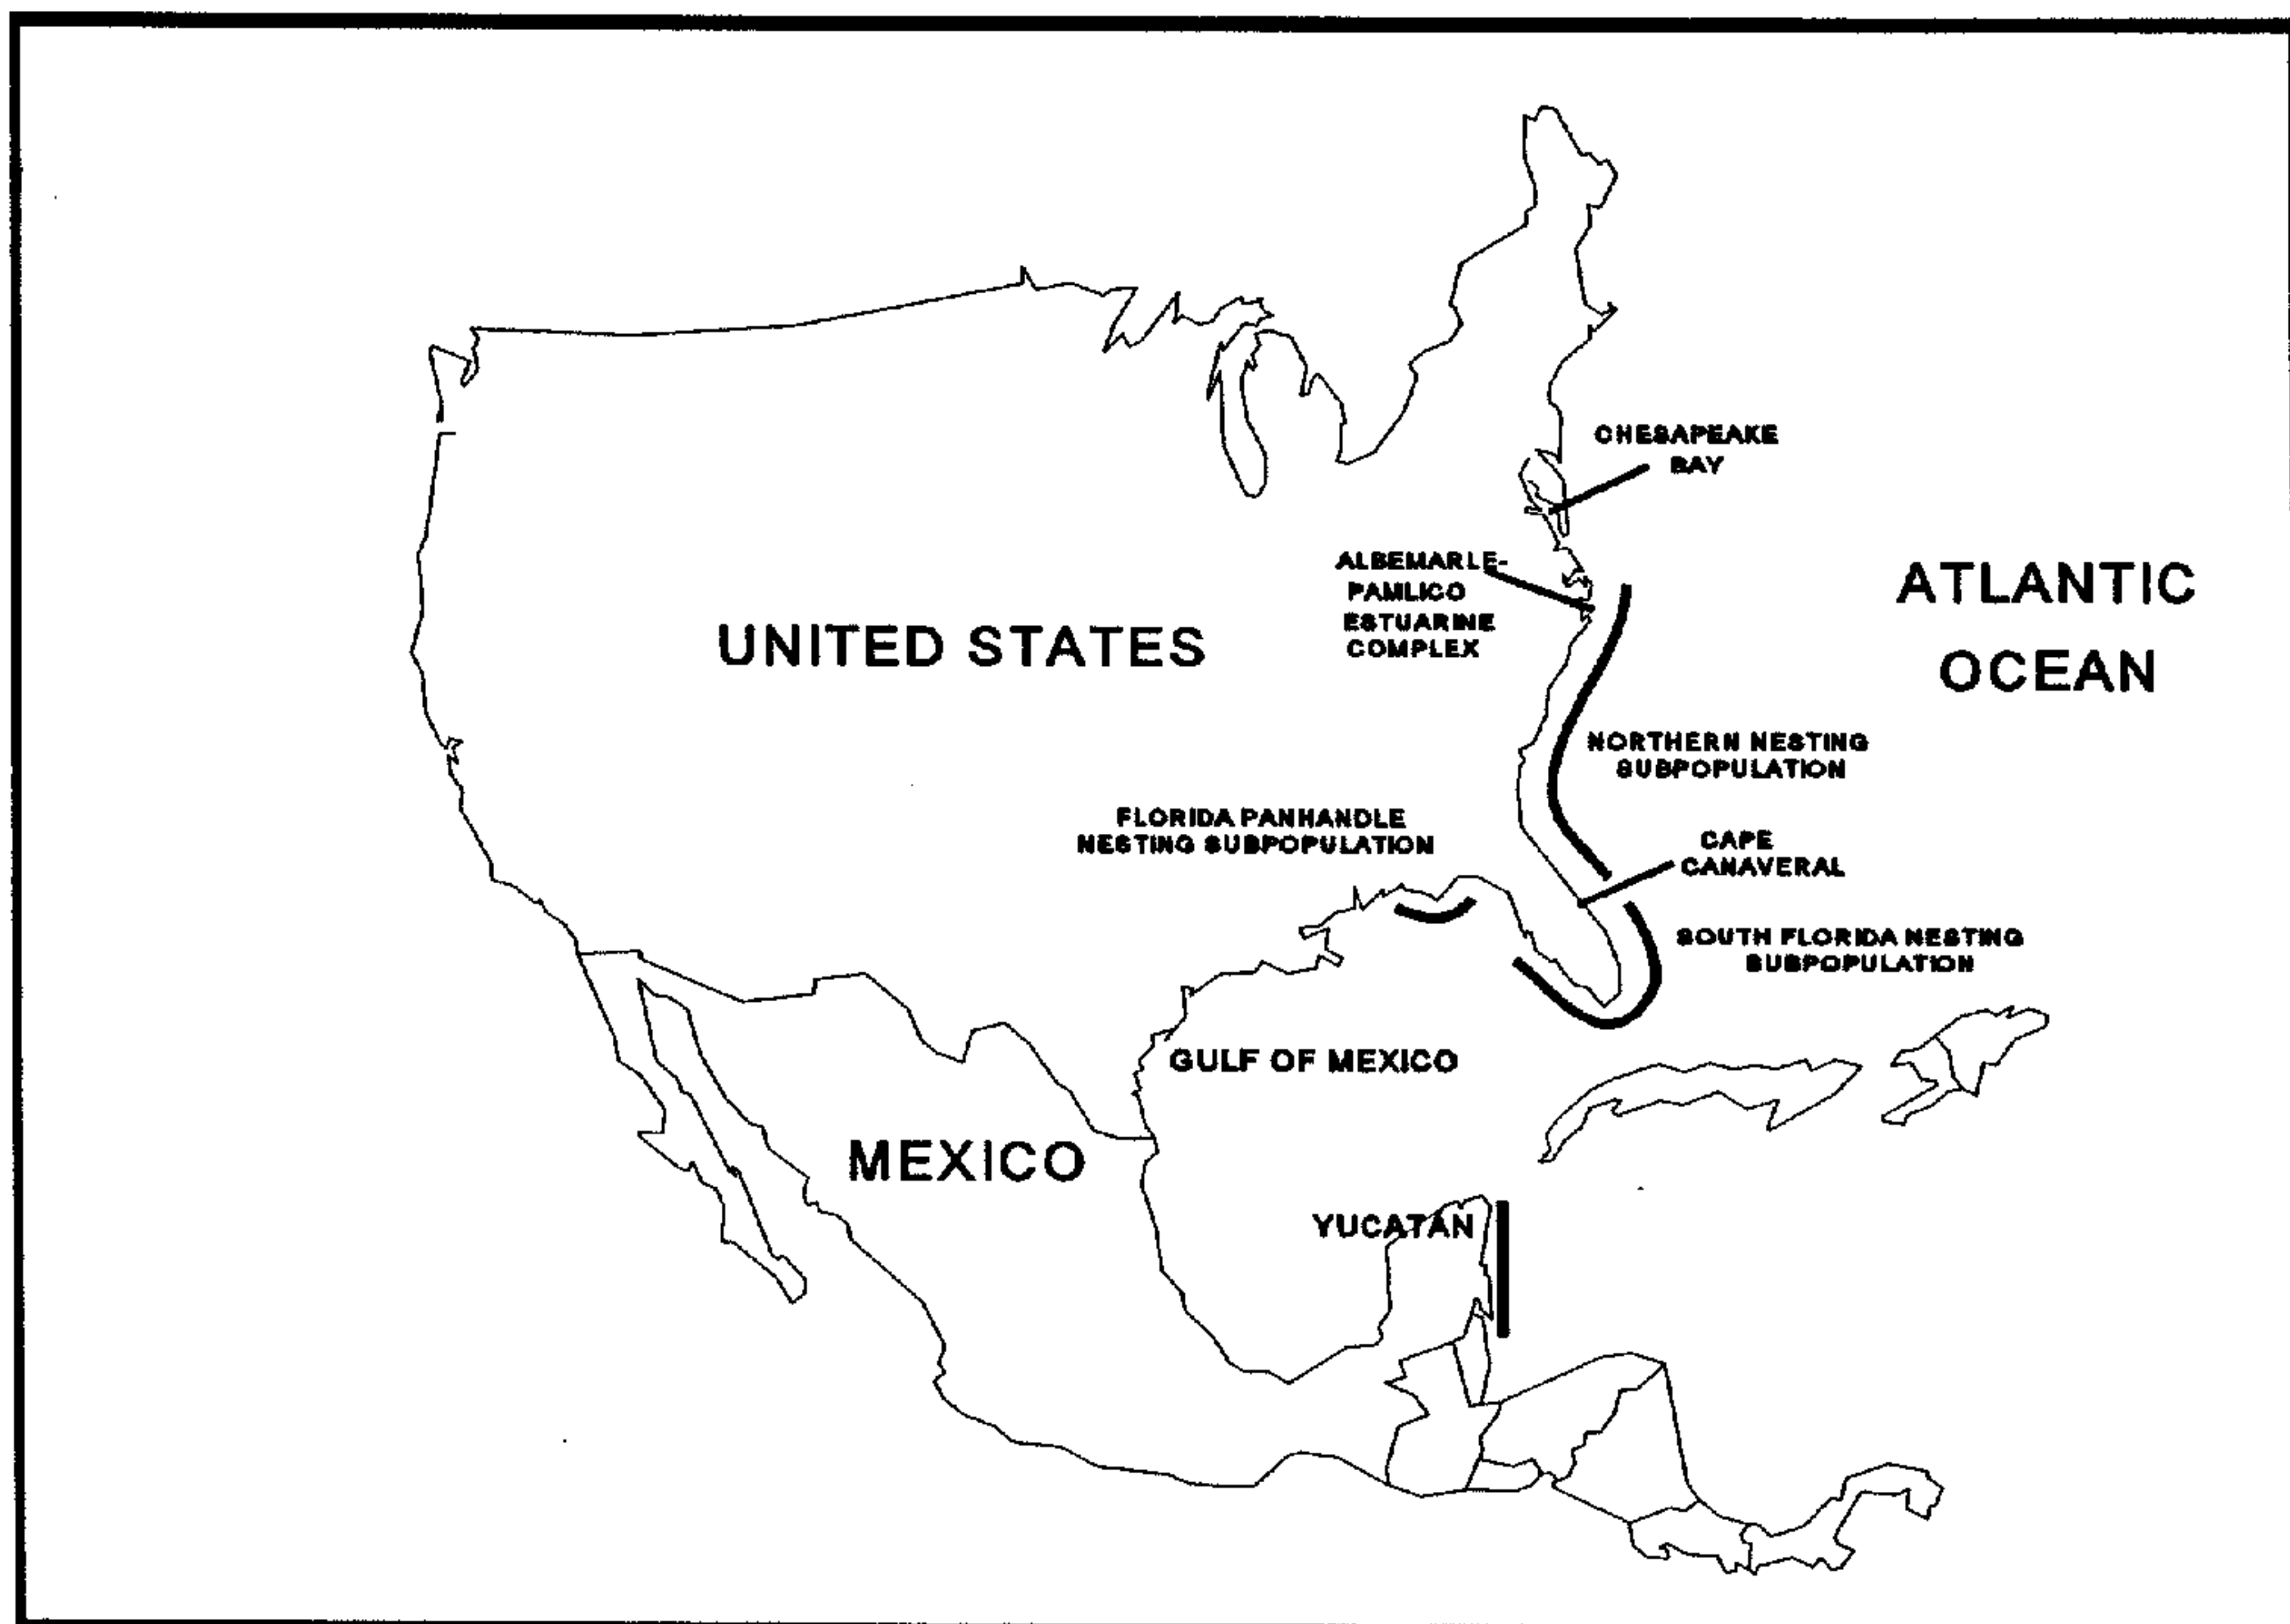 CHESAPEAKE
BAY
ALBEMARLE-
PAMLICO
ESTUARINE
COMPLEX
ATLANTIC
OCEAN
UNITED STATES
NORTHERN NESTING
SUBPOPULATION
FLORIDA PANHANDLE
NESTING SUBPOPULATION
CAPE
CANAVERAL
SOUTH FLORIDA NESTING
SUBPOPULATION
GULF OF MEXICO
MEXICO
YUCATAN